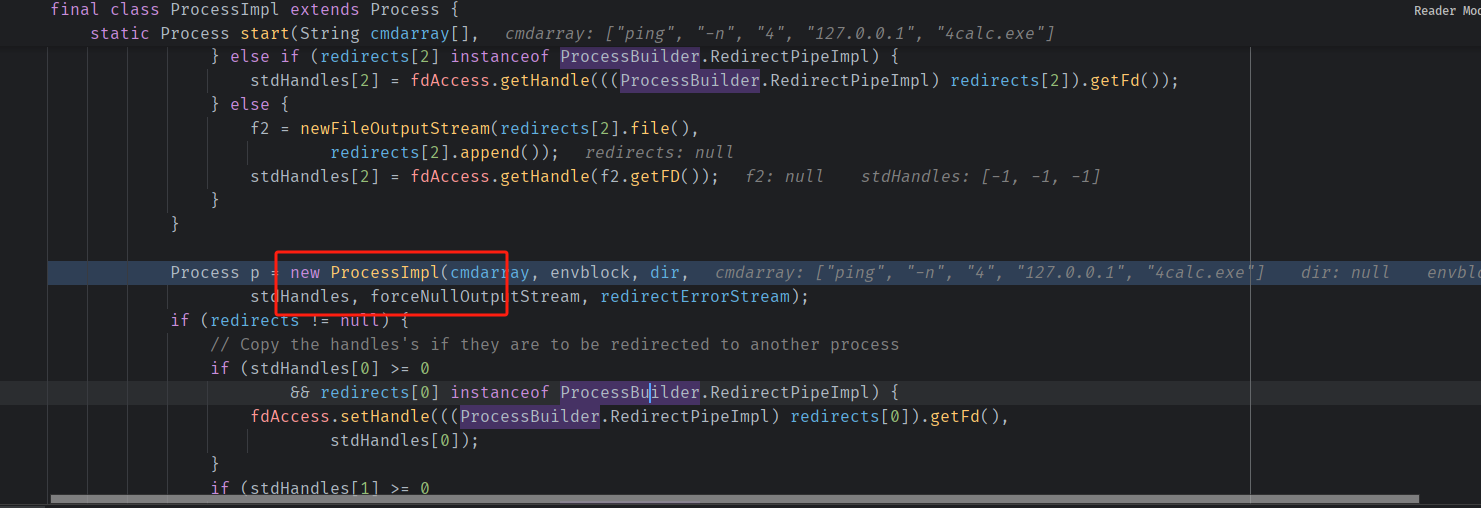 final class ProcessImpl extends Process {
Reader Mod
static Process start(String cmdarray[], cmdarray: ["ping", "-n", "4", "127.0.0.1", "4calc.exe"]
} else if (redirects[2] instanceof ProcessBuilder.RedirectPipeImpl) {
stdHandles[2] = fdAccess.getHandle(((ProcessBuilder.RedirectPipeImpl) redirects[2]).getFd());
} else {
f2 = newFileOutputStream(redirects[2].file(),
redirects[2].append()); redirects: null
stdHandles[2] = fdAccess.getHandle(f2.getFD()); f2: null stdHandles: [-1, -1, -1]
}
}
Process p = new ProcessImpl(cmdarray, envblock, dir, cmdarray: ["ping", "-n", "4", "127.0.0.1", "4calc.exe"] dir: null envblo
stdHandles, forceNullOutputStream, redirectErrorStream);
if (redirects != null) {
// Copy the handles's if they are to be redirected to another process
if (stdHandles[0] >= 0
&& redirects[0] instanceof ProcessBuilder.RedirectPipeImpl) {
fdAccess.setHandle(((ProcessBuilder.RedirectPipeImpl) redirects[0]).getFd(),
stdHandles[0]);
}
if (stdHandles[1] >= 0